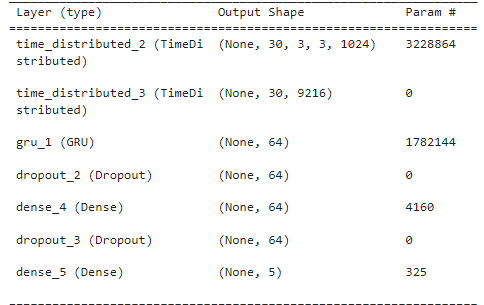 Layer (type) Output Shape Param #
time_distributed_2 (TimeDi (None, 30, 3, 3, 1024) 3228864
stributed)
time_distributed_3 (TimeDi (None, 30, 9216) 0
stributed)
gru_1 (GRU) (None, 64) 1782144
dropout_2 (Dropout) (None, 64) 0
dense_4 (Dense) (None, 64) 4160
dropout_3 (Dropout) (None, 64) 0
dense_5 (Dense) (None, 5) 325